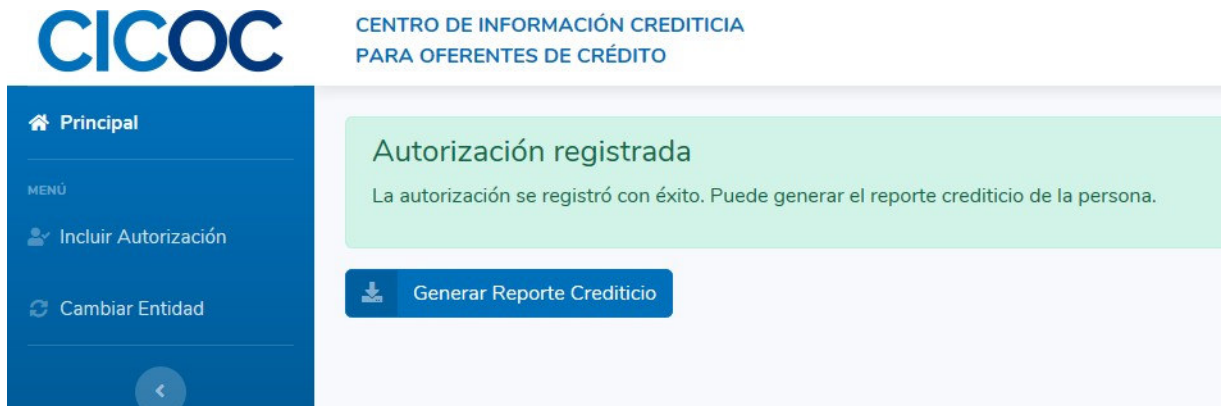 CICOC
CENTRO DE INFORMACIÓN CREDITICIA
PARA OFERENTES DE CRÉDITO
Principal
MENÚ
Incluir Autorización
Cambiar Entidad
Autorización registrada
La autorización se registró con éxito. Puede generar el reporte crediticio de la persona.
Generar Reporte Crediticio